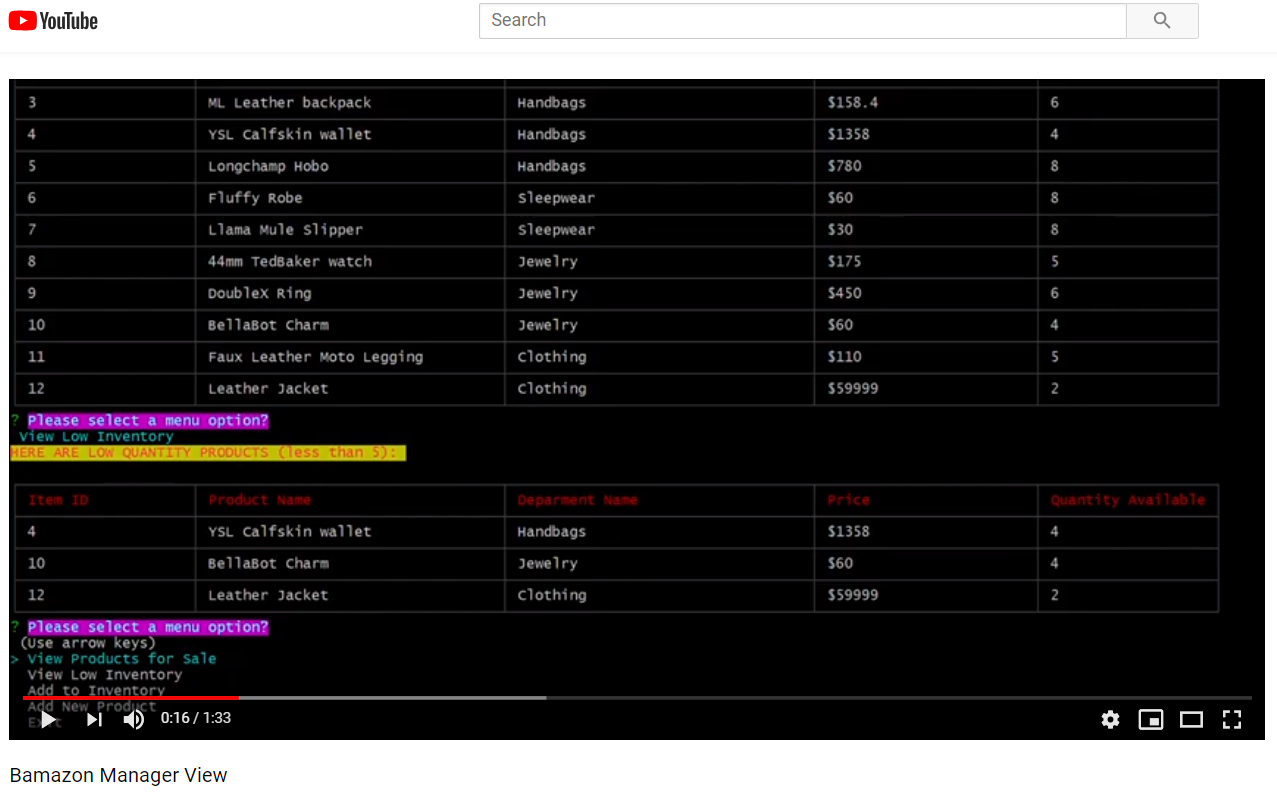 YouTube
Search
3 ML Leather backpack Handbags $158.4 6
4 YSL Calfskin wallet Handbags $1358 4
5 Longchamp Hobo Handbags $780 8
6 Fluffy Robe Sleepwear $60 8
7 Llama Mule Slipper Sleepwear $30 8
8 44mm TedBaker watch Jewelry $175 5
9 DoubleX Ring Jewelry $450 6
10 BellaBot Charm Jewelry $60 4
11 Faux Leather Moto Legging Clothing $110 5
12 Leather Jacket Clothing $59999 2
? Please select a menu option?
View Low Inventory
HERE ARE LOW QUANTITY PRODUCTS (less than 5):
Item ID Product Name Deparment Name Price Quantity Available
4 YSL Calfskin wallet Handbags $1358 4
10 BellaBot Charm Jewelry $60 4
12 Leather Jacket Clothing $59999 2
? Please select a menu option?
(Use arrow keys)
> View Products for Sale
View Low Inventory
Add to Inventory
Add New Product
Exit
0:16 / 1:33
Bamazon Manager View